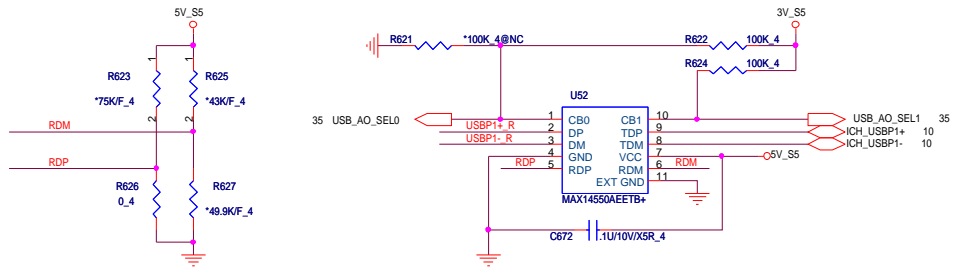 5V_S5
R623
1
1
R625
*75K/F_4
*43K/F_4
2
2
RDM
RDP
R626
0_4
R627
*49.9K/F_4
3V_S5
R621
*100K_4@NC
R622
100K_4
R624
100K_4
U52
35 USB_AO_SEL0
1
CB0
CB1
10
USB_AO_SEL1 35
USBP1+_R
2
DP
TDP
9
ICH_USBP1+ 10
USBP1-_R
3
DM
TDM
8
ICH_USBP1- 10
4
GND
VCC
7
5V_S5
RDP
5
RDP
RDM
6
RDM
EXT GND
11
MAX14550AEETB+
C672
.1U/10V/X5R_4